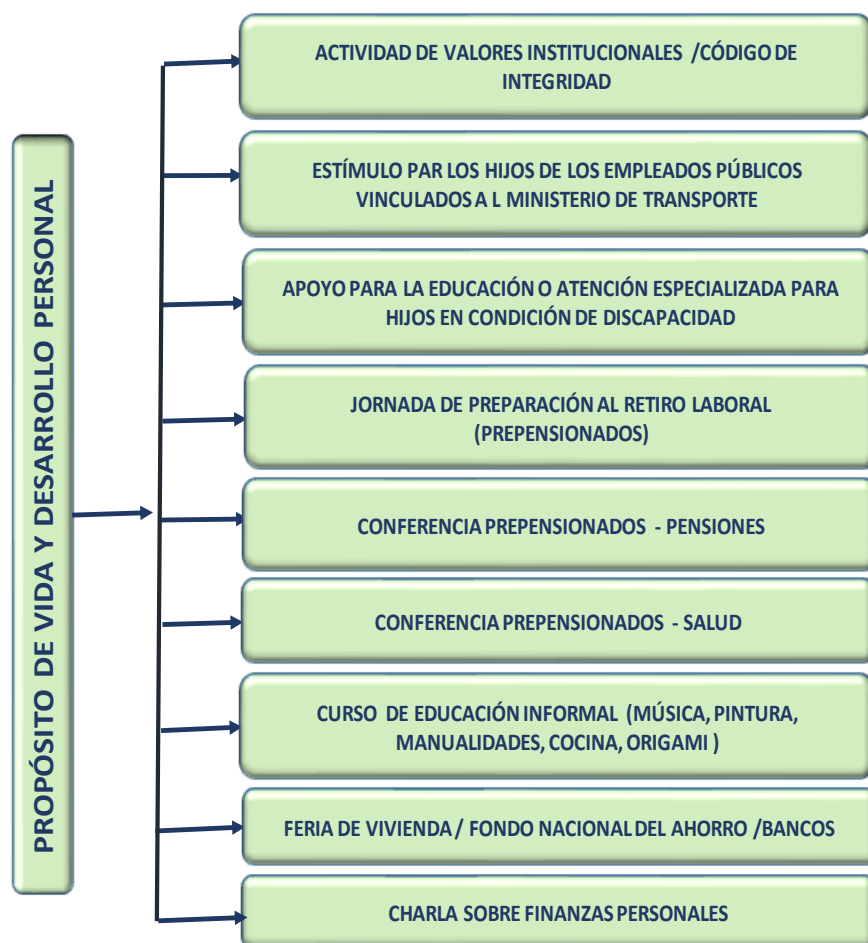 PROPÓSITO DE VIDA Y DESARROLLO PERSONAL
ACTIVIDAD DE VALORES INSTITUCIONALES /CÓDIGO DE
INTEGRIDAD
ESTÍMULO PAR LOS HIJOS DE LOS EMPLEADOS PÚBLICOS
VINCULADOS A L MINISTERIO DE TRANSPORTE
APOYO PARA LA EDUCACIÓN O ATENCIÓN ESPECIALIZADA PARA
HIJOS EN CONDICIÓN DE DISCAPACIDAD
JORNADA DE PREPARACIÓN AL RETIRO LABORAL
(PREPENSIONADOS)
CONFERENCIA PREPENSIONADOS - PENSIONES
CONFERENCIA PREPENSIONADOS - SALUD
CURSO DE EDUCACIÓN INFORMAL (MÚSICA, PINTURA,
MANUALIDADES, COCINA, ORIGAMI )
FERIA DE VIVIENDA / FONDO NACIONAL DEL AHORRO /BANCOS
CHARLA SOBRE FINANZAS PERSONALES